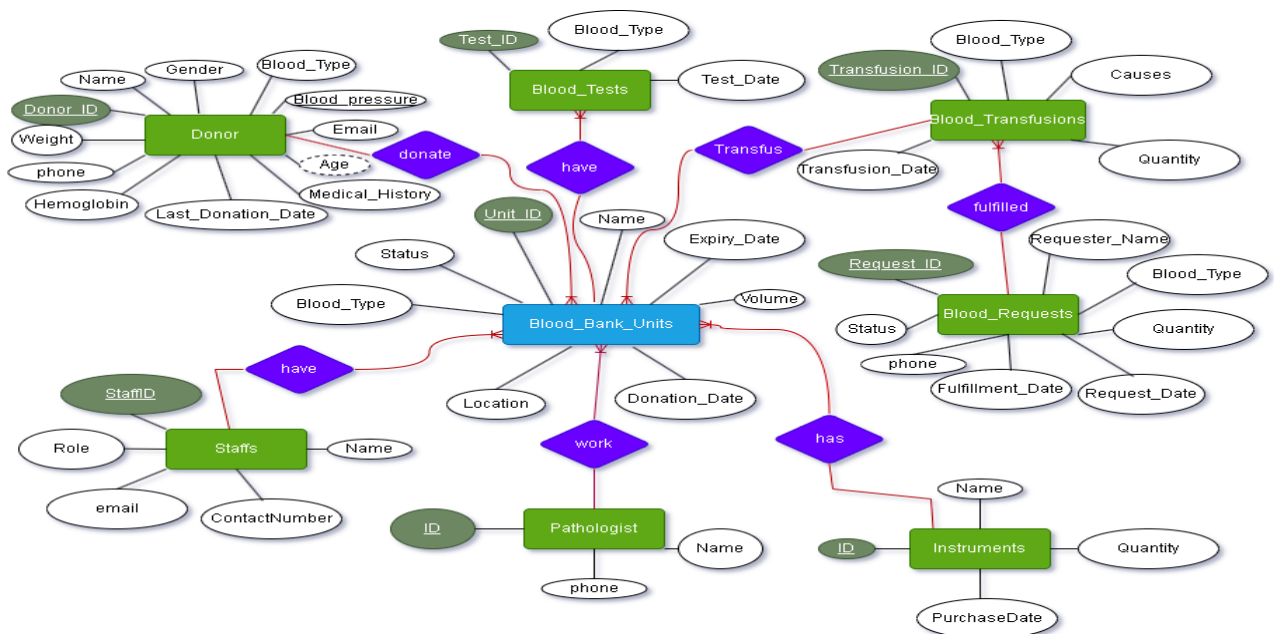 Test_ID
Blood_Type
Test_Date
Blood_Tests
Blood_Type
Transfusion_ID
Causes
Blood_Transfusions
Transfusion_Date
Quantity
Name
Gender
Blood_Type
Donor_ID
Blood_pressure
Donor
Email
Weight
Age
phone
Medical_History
Hemoglobin
Last_Donation_Date
donate
have
Transfus
fulfilled
Unit_ID
Name
Expiry_Date
Status
Blood_Type
Volume
Blood_Bank_Units
Location
Donation_Date
Requester_Name
Request_ID
Blood_Type
Blood_Requests
Status
Quantity
phone
Fulfillment_Date
Request_Date
have
StaffID
Role
Staffs
Name
email
ContactNumber
work
ID
Pathologist
Name
phone
has
Name
ID
Instruments
Quantity
PurchaseDate